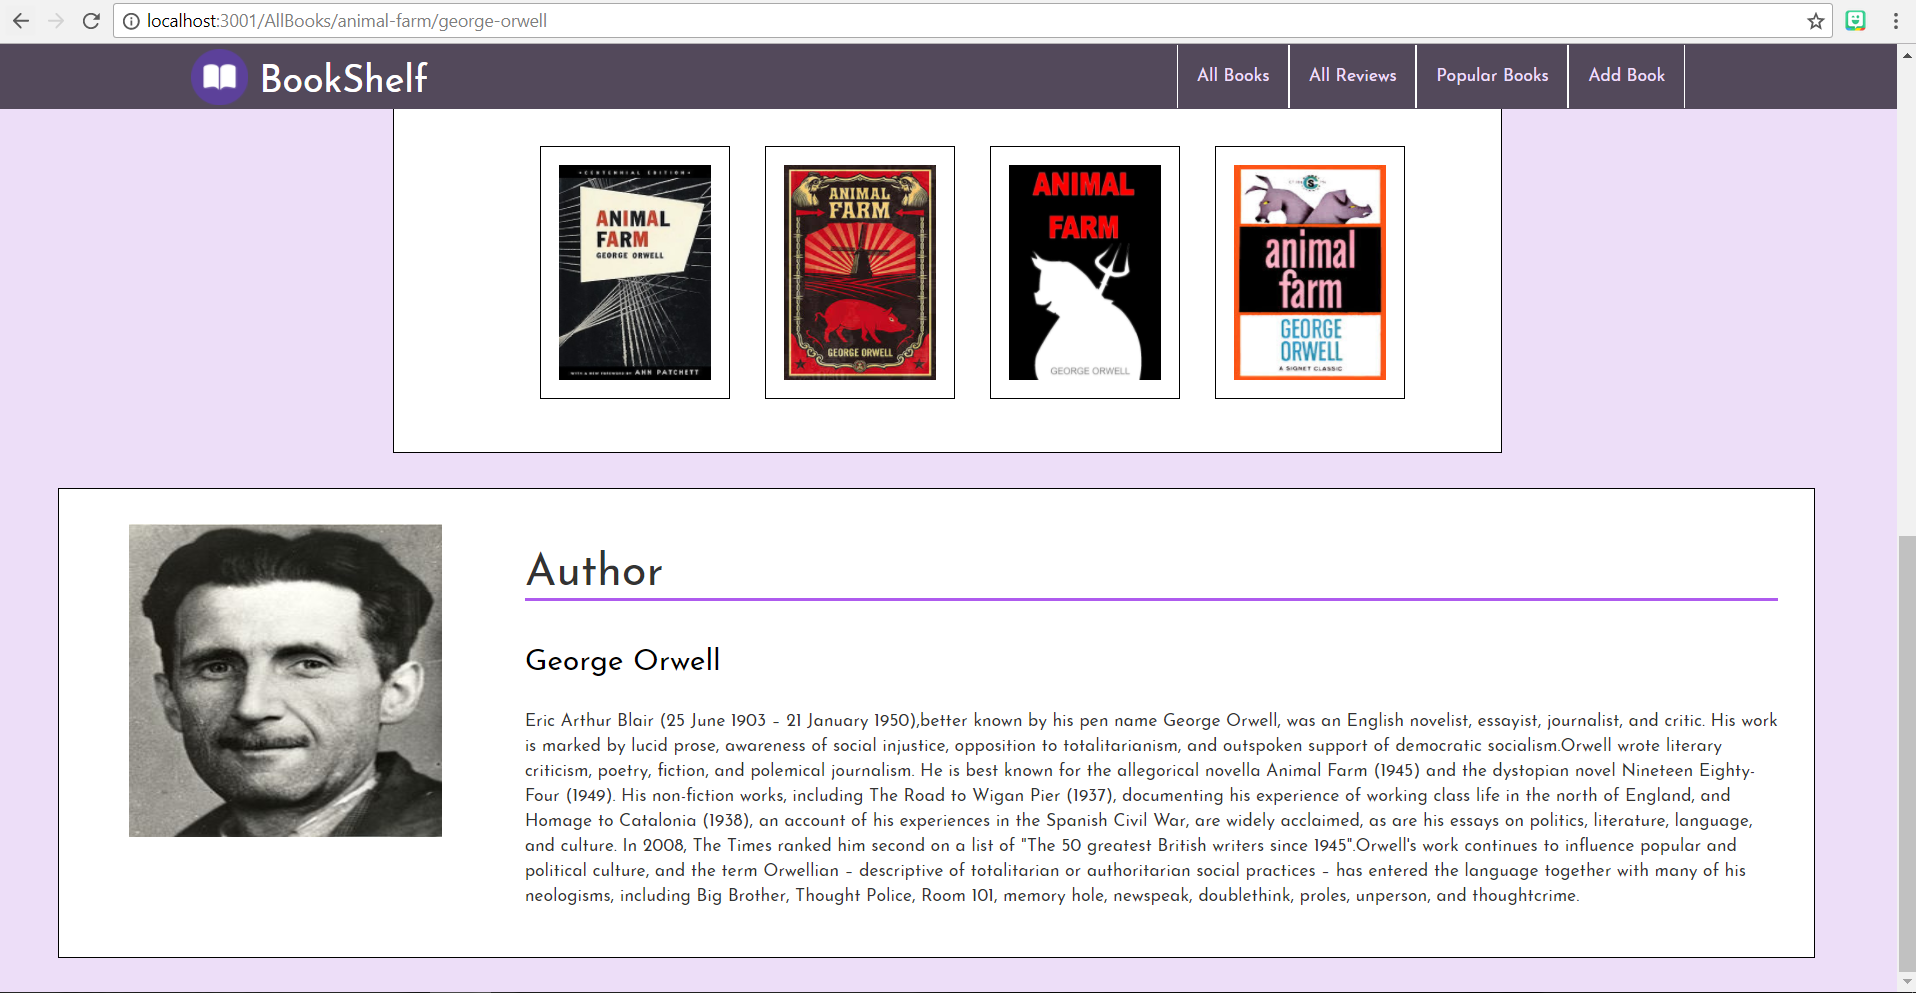 localhost:3001/AllBooks/animal-farm/george-orwell
BookShelf
All Books
All Reviews
Popular Books
Add Book
CENTENNIAL EDITION
ANIMAL
FARM
GEORGE ORWELL
WITH A NEW FOREWORD BY ANN PATCHETT
ANIMAL
FARM
GEORGE ORWELL
ANIMAL
FARM
GEORGE ORWELL
S
animal
farm
GEORGE
ORWELL
A SIGNET CLASSIC
Author
George Orwell
Eric Arthur Blair (25 June 1903 – 21 January 1950),better known by his pen name George Orwell, was an English novelist, essayist, journalist, and critic. His work
is marked by lucid prose, awareness of social injustice, opposition to totalitarianism, and outspoken support of democratic socialism.Orwell wrote literary
criticism, poetry, fiction, and polemical journalism. He is best known for the allegorical novella Animal Farm (1945) and the dystopian novel Nineteen Eighty-
Four (1949). His non-fiction works, including The Road to Wigan Pier (1937), documenting his experience of working class life in the north of England, and
Homage to Catalonia (1938), an account of his experiences in the Spanish Civil War, are widely acclaimed, as are his essays on politics, literature, language,
and culture. In 2008, The Times ranked him second on a list of "The 50 greatest British writers since 1945".Orwell's work continues to influence popular and
political culture, and the term Orwellian – descriptive of totalitarian or authoritarian social practices – has entered the language together with many of his
neologisms, including Big Brother, Thought Police, Room 101, memory hole, newspeak, doublethink, proles, unperson, and thoughtcrime.